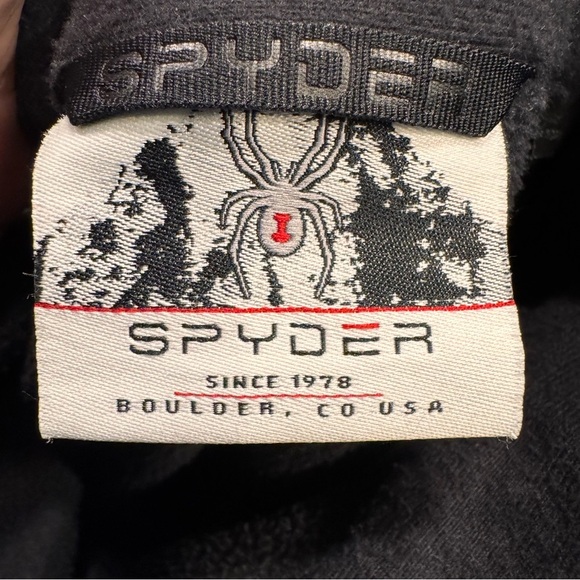 SPYDER
SPYDER
SINCE 1978
BOULDER, CO USA